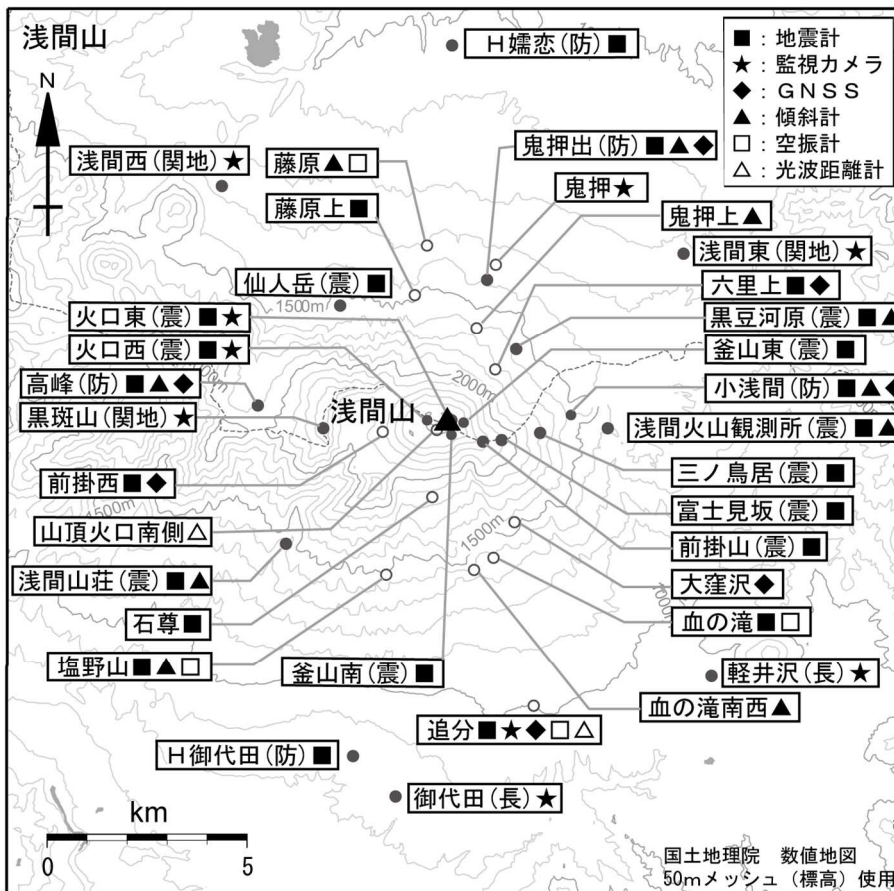 浅間山
N
■：地震計
★：監視カメラ
◆：ＧＮＳＳ
▲：傾斜計
□：空振計
△：光波距離計
Ｈ嬬恋(防)■
鬼押出(防)■▲◆
浅間西(関地)★
藤原▲□
鬼押★
藤原上■
鬼押上▲
浅間東(関地)★
仙人岳(震)■
六里上■◆
1500m
火口東(震)■★
黒豆河原(震)■▲
火口西(震)■★
釜山東(震)■
2000m
高峰(防)■▲◆
小浅間(防)■▲◆
黒斑山(関地)★
浅間山
浅間火山観測所(震)■▲
三ノ鳥居(震)■
前掛西■◆
1500m
富士見坂(震)■
山頂火口南側△
1500m
前掛山(震)■
浅間山荘(震)■▲
大窪沢◆
石尊■
血の滝■□
塩野山■▲□
釜山南(震)■
軽井沢(長)★
血の滝南西▲
追分■★◆□△
Ｈ御代田(防)■
御代田(長)★
km
0
5
国土地理院　数値地図
50mメッシュ（標高）使用